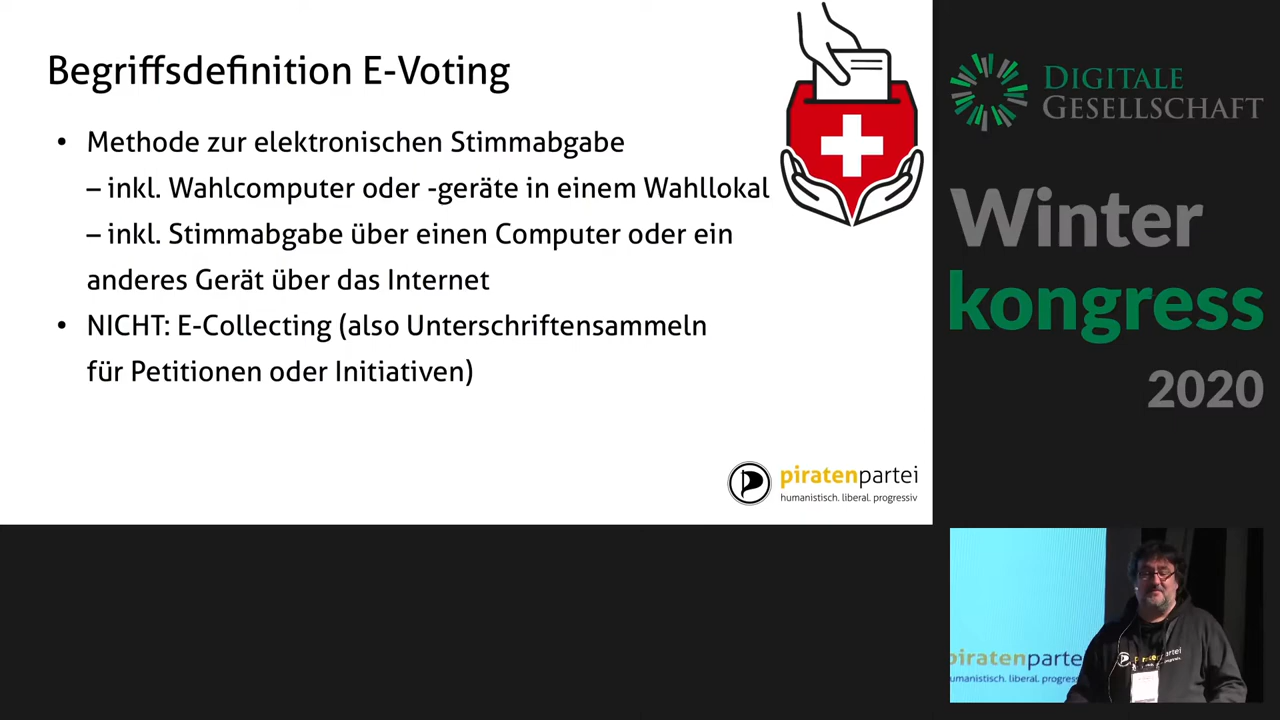 Begriffsdefinition E-Voting
• Methode zur elektronischen Stimmabgabe
– inkl. Wahlcomputer oder -geräte in einem Wahllokal
– inkl. Stimmabgabe über einen Computer oder ein
anderes Gerät über das Internet
• NICHT: E-Collecting (also Unterschriftensammeln
für Petitionen oder Initiativen)
piratenpartei
humanistisch. liberal. progressiv
DIGITALE
GESELLSCHAFT
Winter
kongress
2020
piratenparte
humanistisch. liberal. progress
Piratenpartei